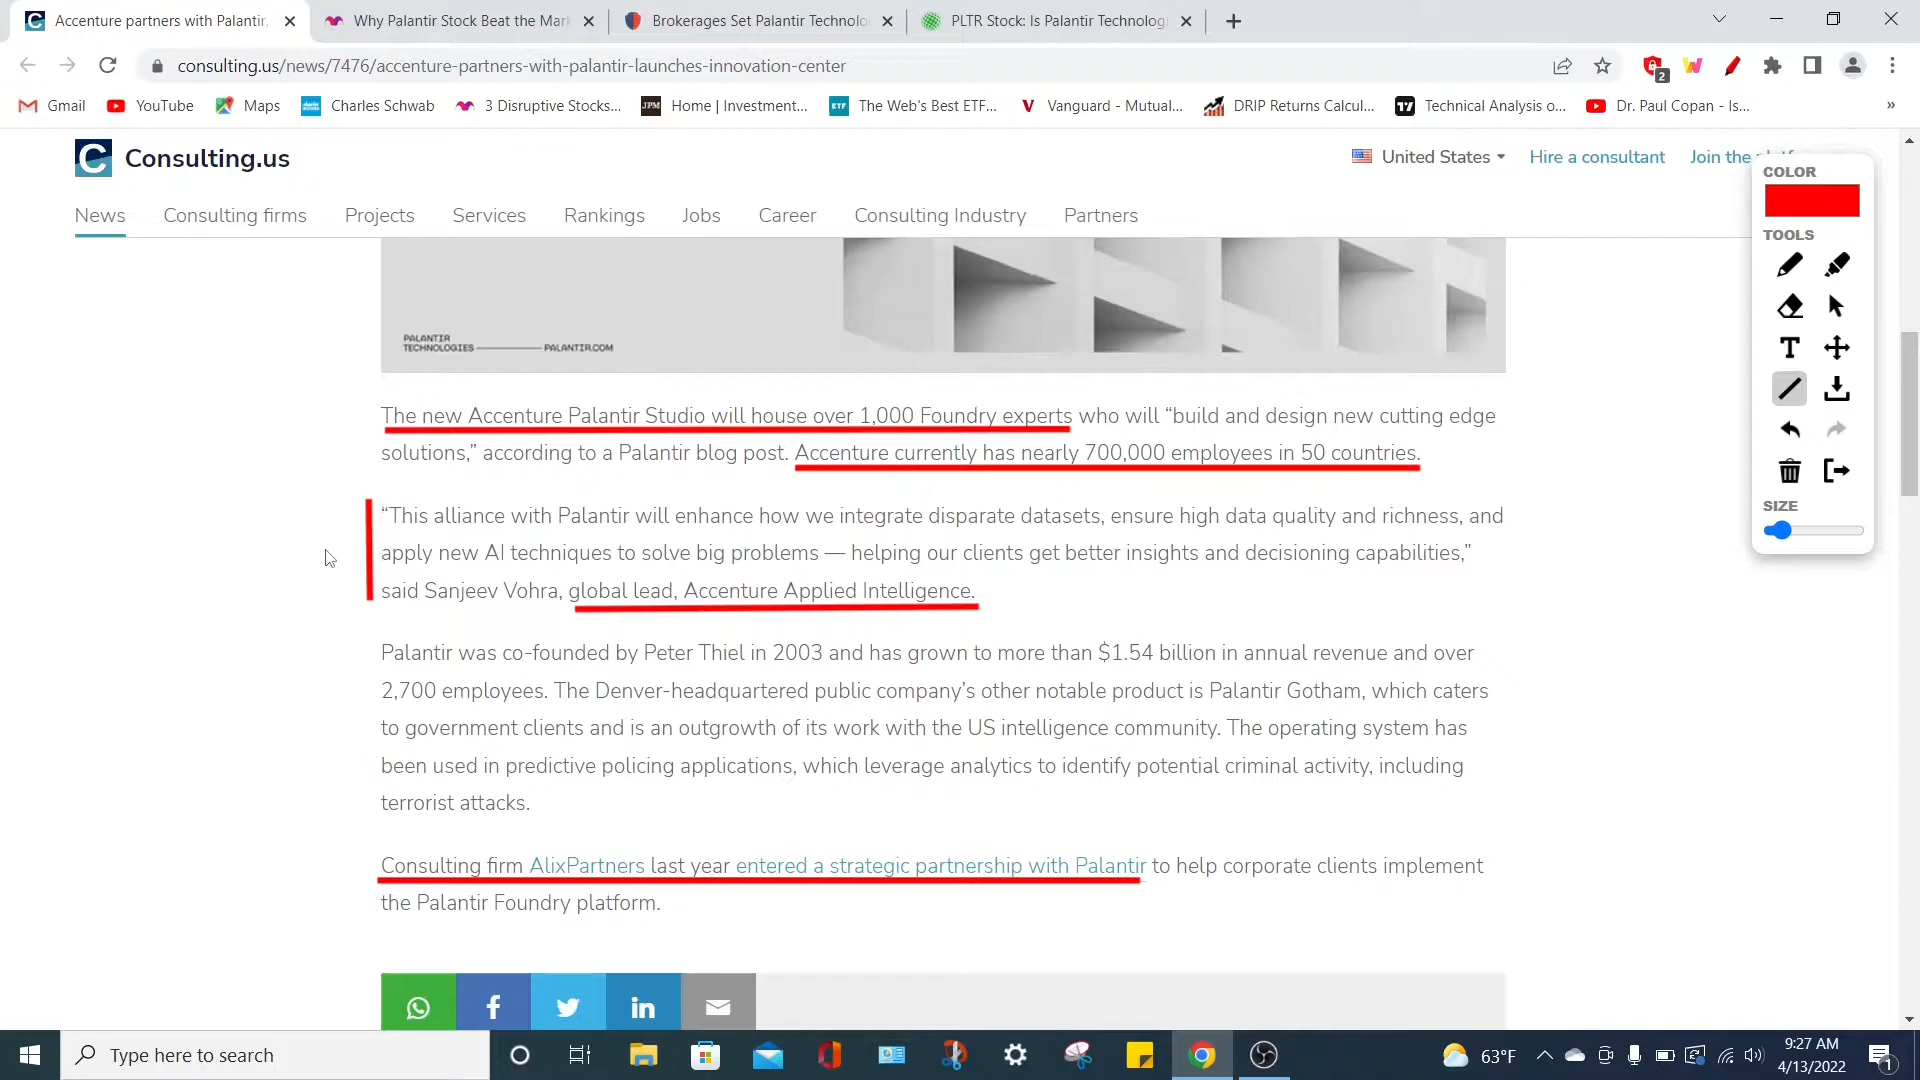 Accenture partners with Palantir,
Why Palantir Stock Beat the Mar
Brokerages Set Palantir Technolo
PLTR Stock: Is Palantir Technolog
consulting.us/news/7476/accenture-partners-with-palantir-launches-innovation-center
2
Gmail
YouTube
Maps
Charles Schwab
3 Disruptive Stocks...
JPM
Home | Investment...
ETF
The Web's Best ETF...
V
Vanguard - Mutual...
DRIP Returns Calcul...
Technical Analysis o...
Dr. Paul Copan - Is...
»
C
Consulting.us
United States
Hire a consultant
Join the
News
Consulting firms
Projects
Services
Rankings
Jobs
Career
Consulting Industry
Partners
COLOR
TOOLS
T
SIZE
PALANTIR
TECHNOLOGIES
PALANTIR.COM
The new Accenture Palantir Studio will house over 1,000 Foundry experts who will “build and design new cutting edge
solutions,” according to a Palantir blog post. Accenture currently has nearly 700,000 employees in 50 countries.
“This alliance with Palantir will enhance how we integrate disparate datasets, ensure high data quality and richness, and
apply new AI techniques to solve big problems — helping our clients get better insights and decisioning capabilities,”
said Sanjeev Vohra, global lead, Accenture Applied Intelligence.
Palantir was co-founded by Peter Thiel in 2003 and has grown to more than $1.54 billion in annual revenue and over
2,700 employees. The Denver-headquartered public company’s other notable product is Palantir Gotham, which caters
to government clients and is an outgrowth of its work with the US intelligence community. The operating system has
been used in predictive policing applications, which leverage analytics to identify potential criminal activity, including
terrorist attacks.
Consulting firm AlixPartners last year entered a strategic partnership with Palantir to help corporate clients implement
the Palantir Foundry platform.
Type here to search
63°F
9:27 AM
4/13/2022
1